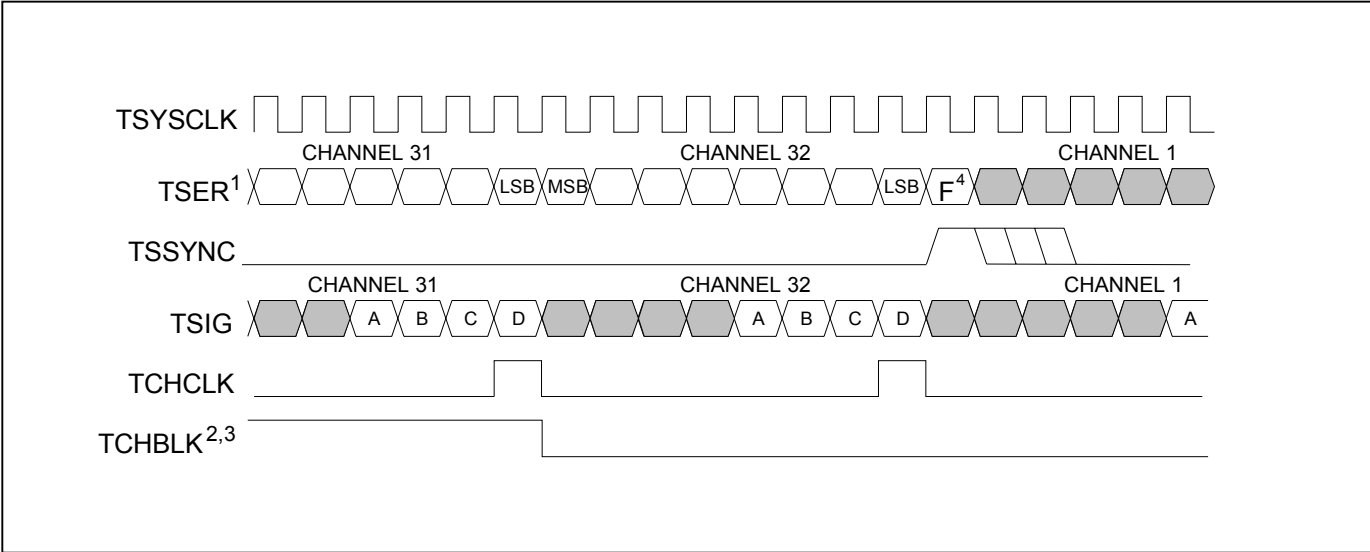 TSYSCLK
CHANNEL 31 CHANNEL 32 CHANNEL 1
TSER1 LSB MSB LSB F4
TSSYNC
CHANNEL 31 CHANNEL 32 CHANNEL 1
TSIG A B C D A B C D A
TCHCLK
TCHBLK2,3